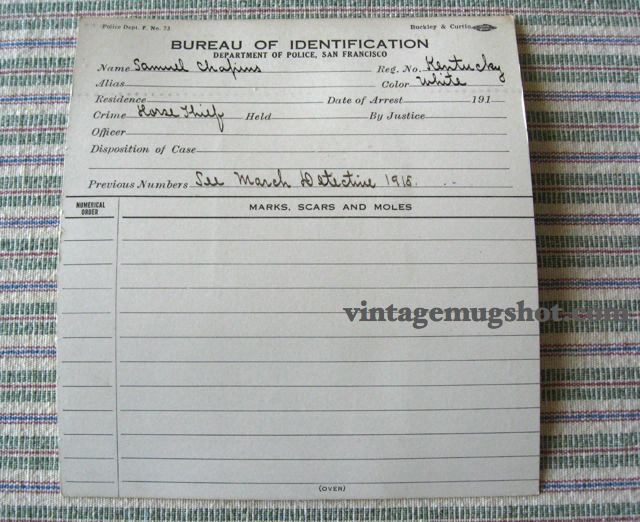 Police Dept. F. No. 73 Buckley & Curtin
BUREAU OF IDENTIFICATION
DEPARTMENT OF POLICE, SAN FRANCISCO
Name Samuel Chapins Reg. No. Kentucky
Alias Color White
Residence Date of Arrest 191
Crime Horse Thief Held By Justice
Officer
Disposition of Case
Previous Numbers See March Detective 1915.
NUMERICAL ORDER MARKS, SCARS AND MOLES
vintagemugshot.com
(OVER)